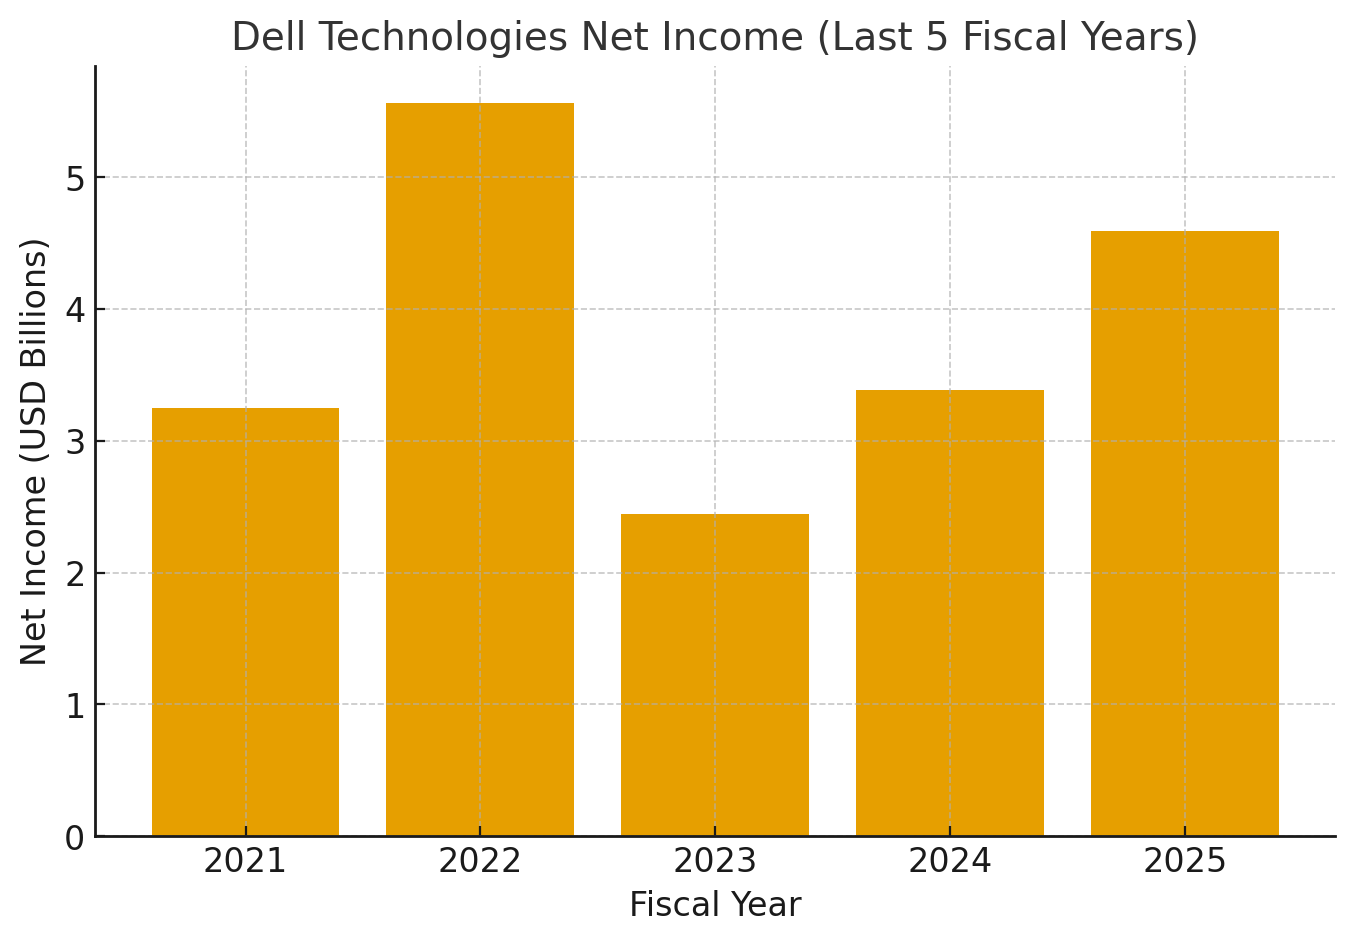 Dell Technologies Net Income (Last 5 Fiscal Years)
Net Income (USD Billions)
5
4
3
2
1
0
2021 2022 2023 2024 2025
Fiscal Year